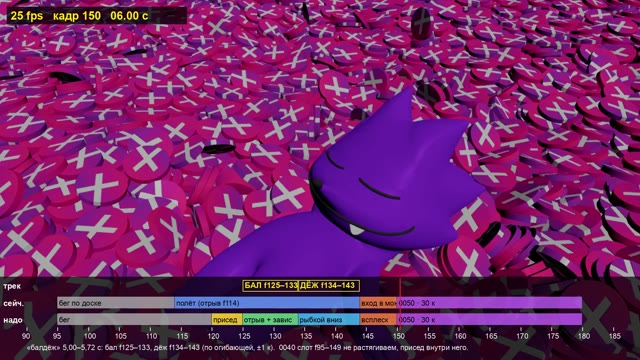 25 fps кадр 150 06.00 с
трек БАЛ f125–133 ДЁЖ f134–143
сейч. бег по доске полёт (отрыв f114) вход в мо 0050 · 30 к
надо бег присед отрыв + завис рыбкой вниз всплеск 0050 · 30 к
90 95 100 105 110 115 120 125 130 135 140 145 150 155 160 165 170 175 180 185
«балдёж» 5,00–5,72 с: бал f125–133, дёж f134–143 (по огибающей, ±1 к). 0040 слот f95–149 не растягиваем, присед внутри него.